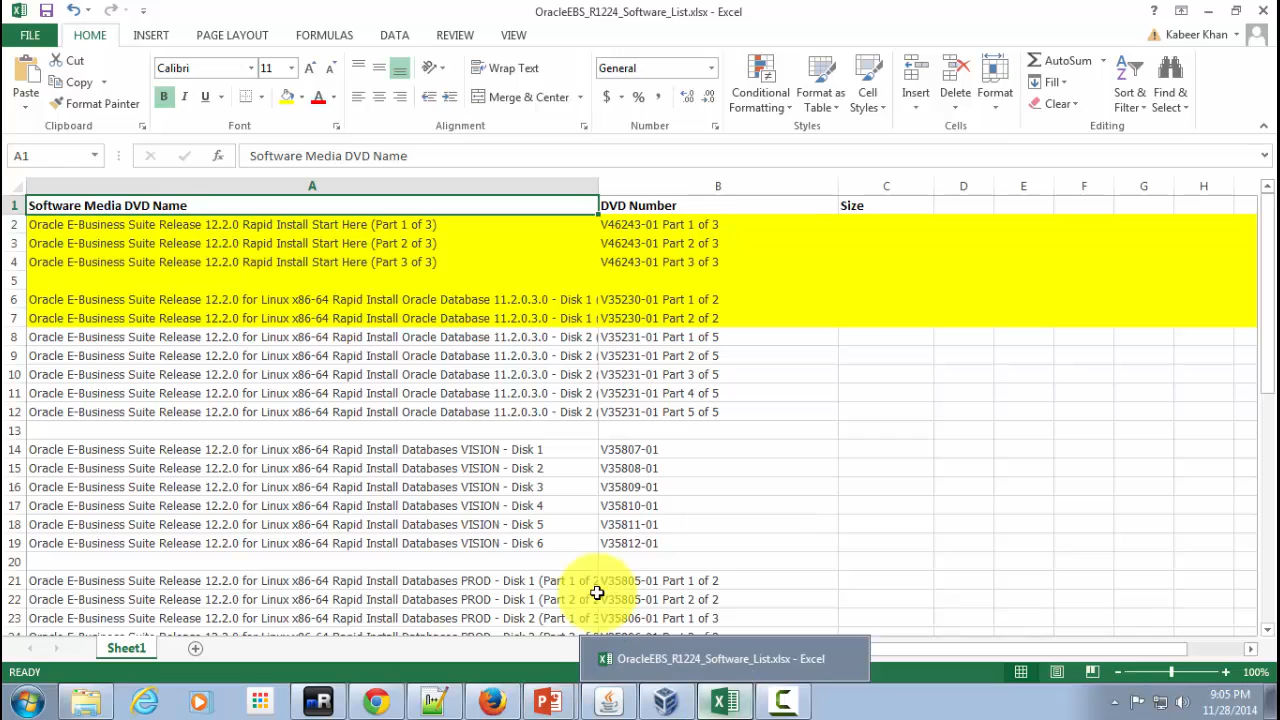 OracleEBS_R1224_Software_List.xlsx - Excel
?
FILE HOME INSERT PAGE LAYOUT FORMULAS DATA REVIEW VIEW Kabeer Khan
Paste Cut
Copy
Format Painter
Clipboard
Calibri 11
B I U
Font
Wrap Text
Merge & Center
Alignment
General
$ % ,
Number
Conditional Formatting
Format as Table
Cell Styles
Styles
Insert Delete Format
Cells
AutoSum
Fill
Clear
Sort & Filter
Find & Select
Editing
A1 fx Software Media DVD Name
A B C D E F G H
1 Software Media DVD Name DVD Number Size
2 Oracle E-Business Suite Release 12.2.0 Rapid Install Start Here (Part 1 of 3) V46243-01 Part 1 of 3
3 Oracle E-Business Suite Release 12.2.0 Rapid Install Start Here (Part 2 of 3) V46243-01 Part 2 of 3
4 Oracle E-Business Suite Release 12.2.0 Rapid Install Start Here (Part 3 of 3) V46243-01 Part 3 of 3
5
6 Oracle E-Business Suite Release 12.2.0 for Linux x86-64 Rapid Install Oracle Database 11.2.0.3.0 - Disk 1 ( V35230-01 Part 1 of 2
7 Oracle E-Business Suite Release 12.2.0 for Linux x86-64 Rapid Install Oracle Database 11.2.0.3.0 - Disk 1 ( V35230-01 Part 2 of 2
8 Oracle E-Business Suite Release 12.2.0 for Linux x86-64 Rapid Install Oracle Database 11.2.0.3.0 - Disk 2 ( V35231-01 Part 1 of 5
9 Oracle E-Business Suite Release 12.2.0 for Linux x86-64 Rapid Install Oracle Database 11.2.0.3.0 - Disk 2 ( V35231-01 Part 2 of 5
10 Oracle E-Business Suite Release 12.2.0 for Linux x86-64 Rapid Install Oracle Database 11.2.0.3.0 - Disk 2 ( V35231-01 Part 3 of 5
11 Oracle E-Business Suite Release 12.2.0 for Linux x86-64 Rapid Install Oracle Database 11.2.0.3.0 - Disk 2 ( V35231-01 Part 4 of 5
12 Oracle E-Business Suite Release 12.2.0 for Linux x86-64 Rapid Install Oracle Database 11.2.0.3.0 - Disk 2 ( V35231-01 Part 5 of 5
13
14 Oracle E-Business Suite Release 12.2.0 for Linux x86-64 Rapid Install Databases VISION - Disk 1 V35807-01
15 Oracle E-Business Suite Release 12.2.0 for Linux x86-64 Rapid Install Databases VISION - Disk 2 V35808-01
16 Oracle E-Business Suite Release 12.2.0 for Linux x86-64 Rapid Install Databases VISION - Disk 3 V35809-01
17 Oracle E-Business Suite Release 12.2.0 for Linux x86-64 Rapid Install Databases VISION - Disk 4 V35810-01
18 Oracle E-Business Suite Release 12.2.0 for Linux x86-64 Rapid Install Databases VISION - Disk 5 V35811-01
19 Oracle E-Business Suite Release 12.2.0 for Linux x86-64 Rapid Install Databases VISION - Disk 6 V35812-01
20
21 Oracle E-Business Suite Release 12.2.0 for Linux x86-64 Rapid Install Databases PROD - Disk 1 (Part 1 of 2 V35805-01 Part 1 of 2
22 Oracle E-Business Suite Release 12.2.0 for Linux x86-64 Rapid Install Databases PROD - Disk 1 (Part 2 of V35805-01 Part 2 of 2
23 Oracle E-Business Suite Release 12.2.0 for Linux x86-64 Rapid Install Databases PROD - Disk 2 (Part 1 of 3 V35806-01 Part 1 of 3
Sheet1
OracleEBS_R1224_Software_List.xlsx - Excel
READY 100%
9:05 PM
11/28/2014